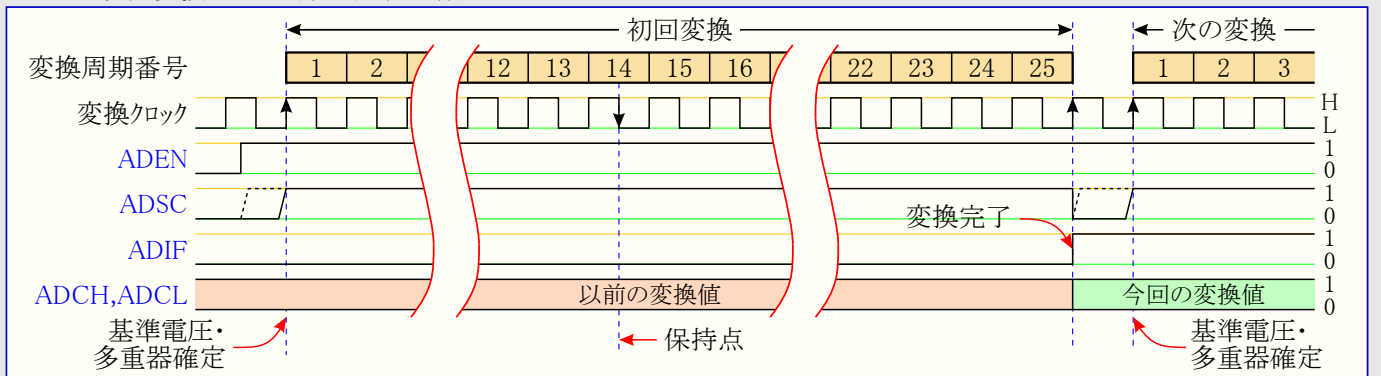 初回変換
次の変換
変換周期番号 1 2 12 13 14 15 16 22 23 24 25 1 2 3
変換クロック H L
ADEN 1 0
ADSC 1 0
変換完了
ADIF 1 0
ADCH,ADCL 以前の変換値 今回の変換値 1 0
基準電圧・
多重器確定
保持点
基準電圧・
多重器確定